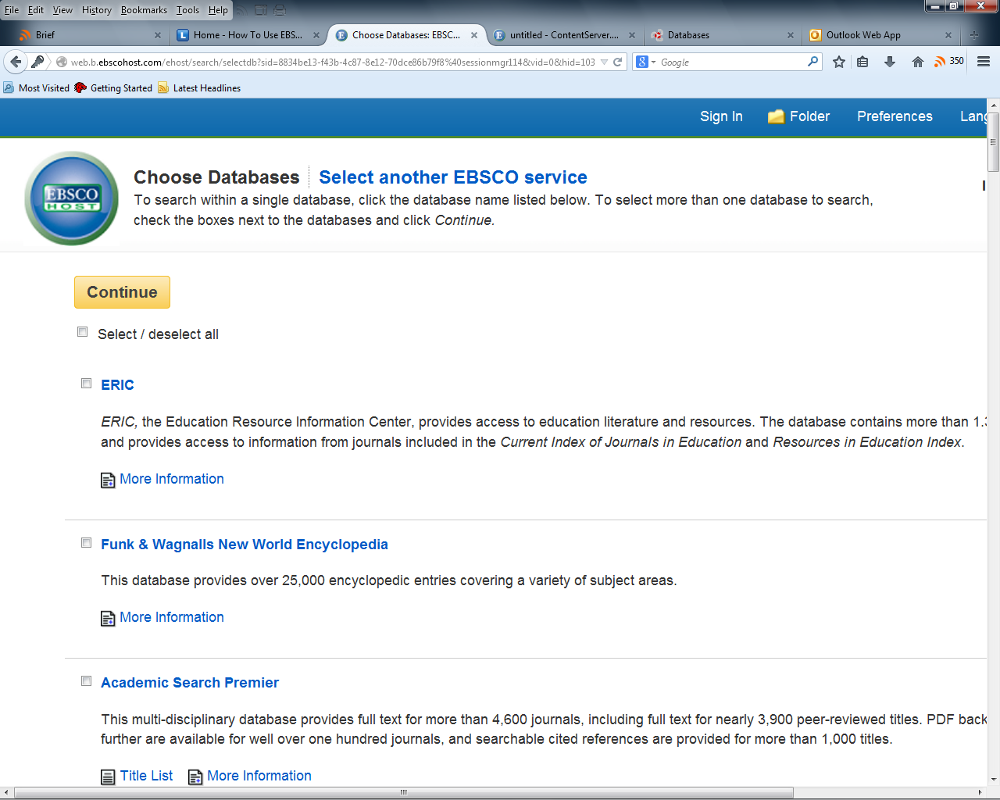 File Edit View History Bookmarks Tools Help
Brief
Home - How To Use EBS...
Choose Databases: EBSC...
untitled - ContentServer....
Databases
Outlook Web App
web.b.ebscohost.com/ehost/search/selectdb?sid=8834be13-f43b-4c87-8e12-70dce86b79f8%40sessionmgr114&vid=0&hid=103
Google
350
Most Visited Getting Started Latest Headlines
Sign In Folder Preferences Lang
EBSCO
HOST
Choose Databases Select another EBSCO service
To search within a single database, click the database name listed below. To select more than one database to search,
check the boxes next to the databases and click Continue.
Continue
Select / deselect all
ERIC
ERIC, the Education Resource Information Center, provides access to education literature and resources. The database contains more than 1.3
and provides access to information from journals included in the Current Index of Journals in Education and Resources in Education Index.
More Information
Funk & Wagnalls New World Encyclopedia
This database provides over 25,000 encyclopedic entries covering a variety of subject areas.
More Information
Academic Search Premier
This multi-disciplinary database provides full text for more than 4,600 journals, including full text for nearly 3,900 peer-reviewed titles. PDF back
further are available for well over one hundred journals, and searchable cited references are provided for more than 1,000 titles.
Title List More Information